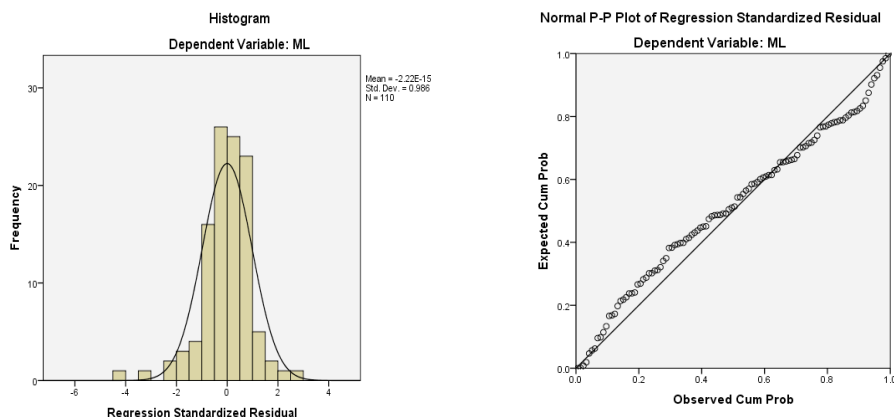 Histogram
Dependent Variable: ML
Mean = -2.22E-15
Std. Dev. = 0.986
N = 110
Frequency
30
20
10
0
-6 -4 -2 0 2 4
Regression Standardized Residual
Normal P-P Plot of Regression Standardized Residual
Dependent Variable: ML
Expected Cum Prob
1.0
0.8
0.6
0.4
0.2
0.0
0.0 0.2 0.4 0.6 0.8 1.0
Observed Cum Prob